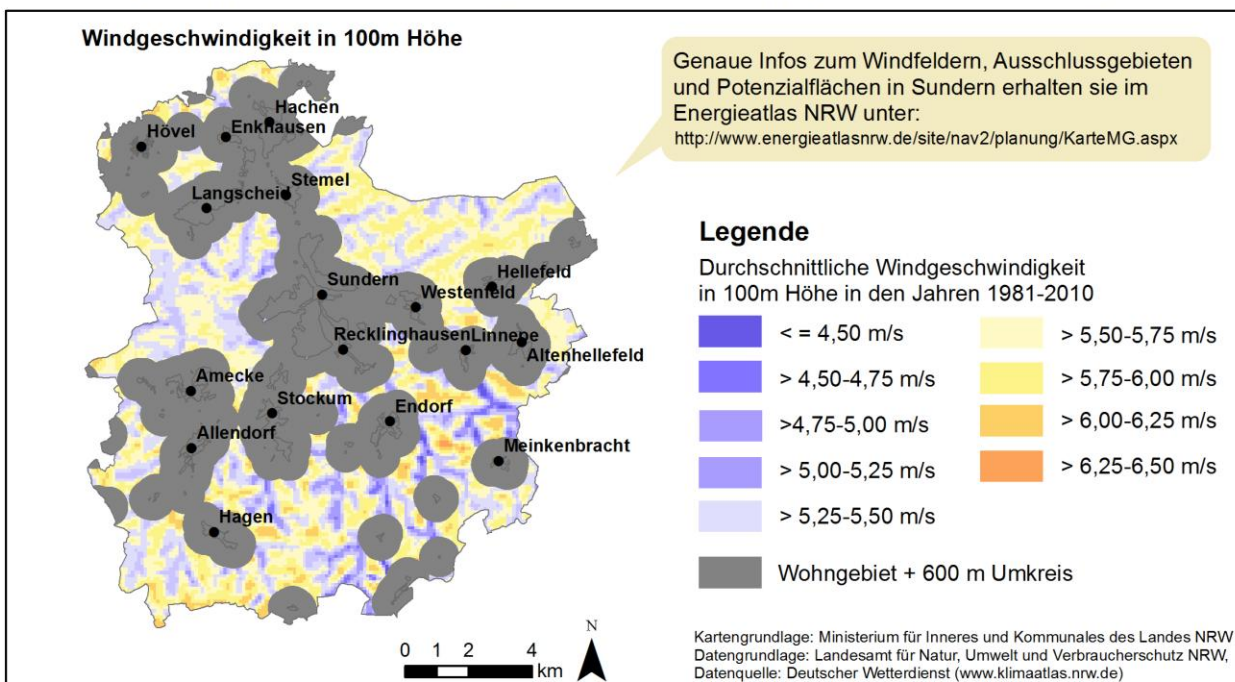 Windgeschwindigkeit in 100m Höhe
Genaue Infos zum Windfeldern, Ausschlussgebieten
und Potenzialflächen in Sundern erhalten sie im
Energieatlas NRW unter:
http://www.energieatlasnrw.de/site/nav2/planung/KarteMG.aspx
Hachen
Hövel
Enkhausen
Stemel
Langscheid
Sundern
Hellefeld
Westenfeld
Recklinghausen
Linnepe
Altenhellefeld
Amecke
Stockum
Endorf
Allendorf
Meinkenbracht
Hagen
Legende
Durchschnittliche Windgeschwindigkeit
in 100m Höhe in den Jahren 1981-2010
< = 4,50 m/s
> 4,50-4,75 m/s
>4,75-5,00 m/s
> 5,00-5,25 m/s
> 5,25-5,50 m/s
> 5,50-5,75 m/s
> 5,75-6,00 m/s
> 6,00-6,25 m/s
> 6,25-6,50 m/s
Wohngebiet + 600 m Umkreis
0 1 2 4
km
N
Kartengrundlage: Ministerium für Inneres und Kommunales des Landes NRW
Datengrundlage: Landesamt für Natur, Umwelt und Verbraucherschutz NRW,
Datenquelle: Deutscher Wetterdienst (www.klimaatlas.nrw.de)